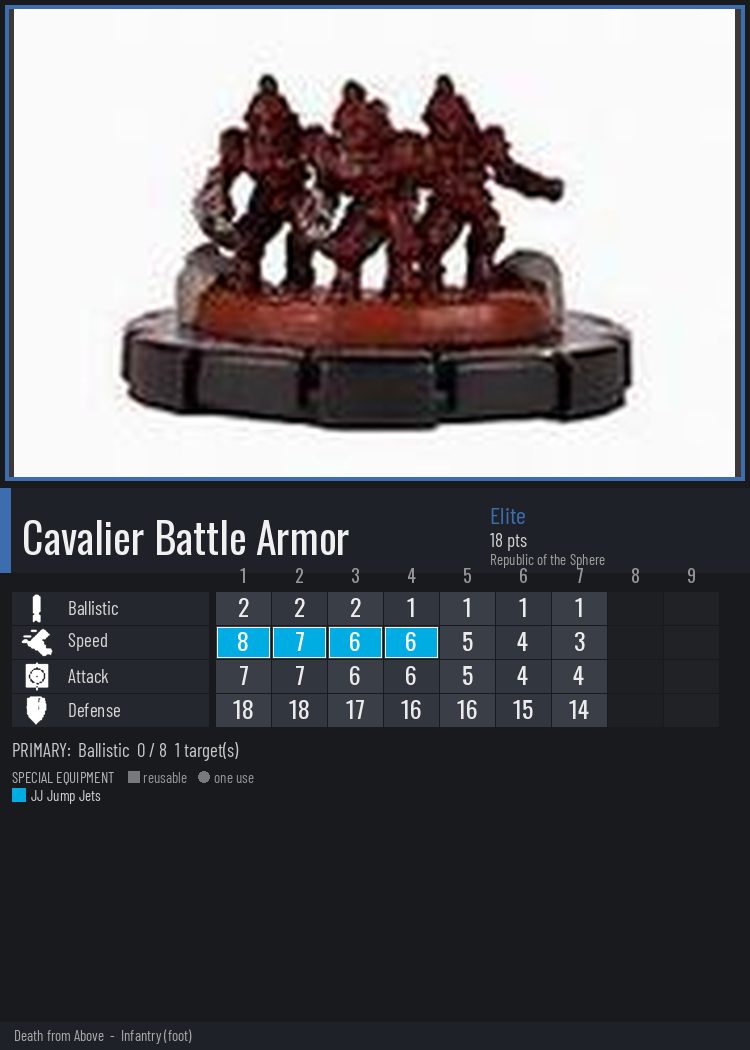 Cavalier Battle Armor
Elite
18 pts
Republic of the Sphere
1 2 3 4 5 6 7 8 9
Ballistic 2 2 2 1 1 1 1
Speed 8 7 6 6 5 4 3
Attack 7 7 6 6 5 4 4
Defense 18 18 17 16 16 15 14
PRIMARY: Ballistic 0 / 8 1 target(s)
SPECIAL EQUIPMENT reusable one use
JJ Jump Jets
Death from Above - Infantry (foot)